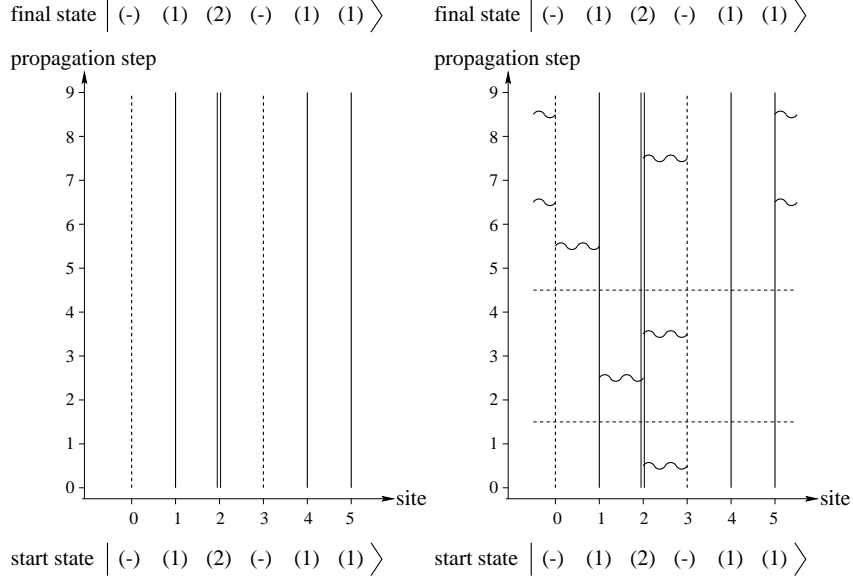 final state | (-) (1) (2) (-) (1) (1) ⟩
propagation step
9
8
7
6
5
4
3
2
1
0
site
0 1 2 3 4 5
start state | (-) (1) (2) (-) (1) (1) ⟩
final state | (-) (1) (2) (-) (1) (1) ⟩
propagation step
9
8
7
6
5
4
3
2
1
0
site
0 1 2 3 4 5
start state | (-) (1) (2) (-) (1) (1) ⟩